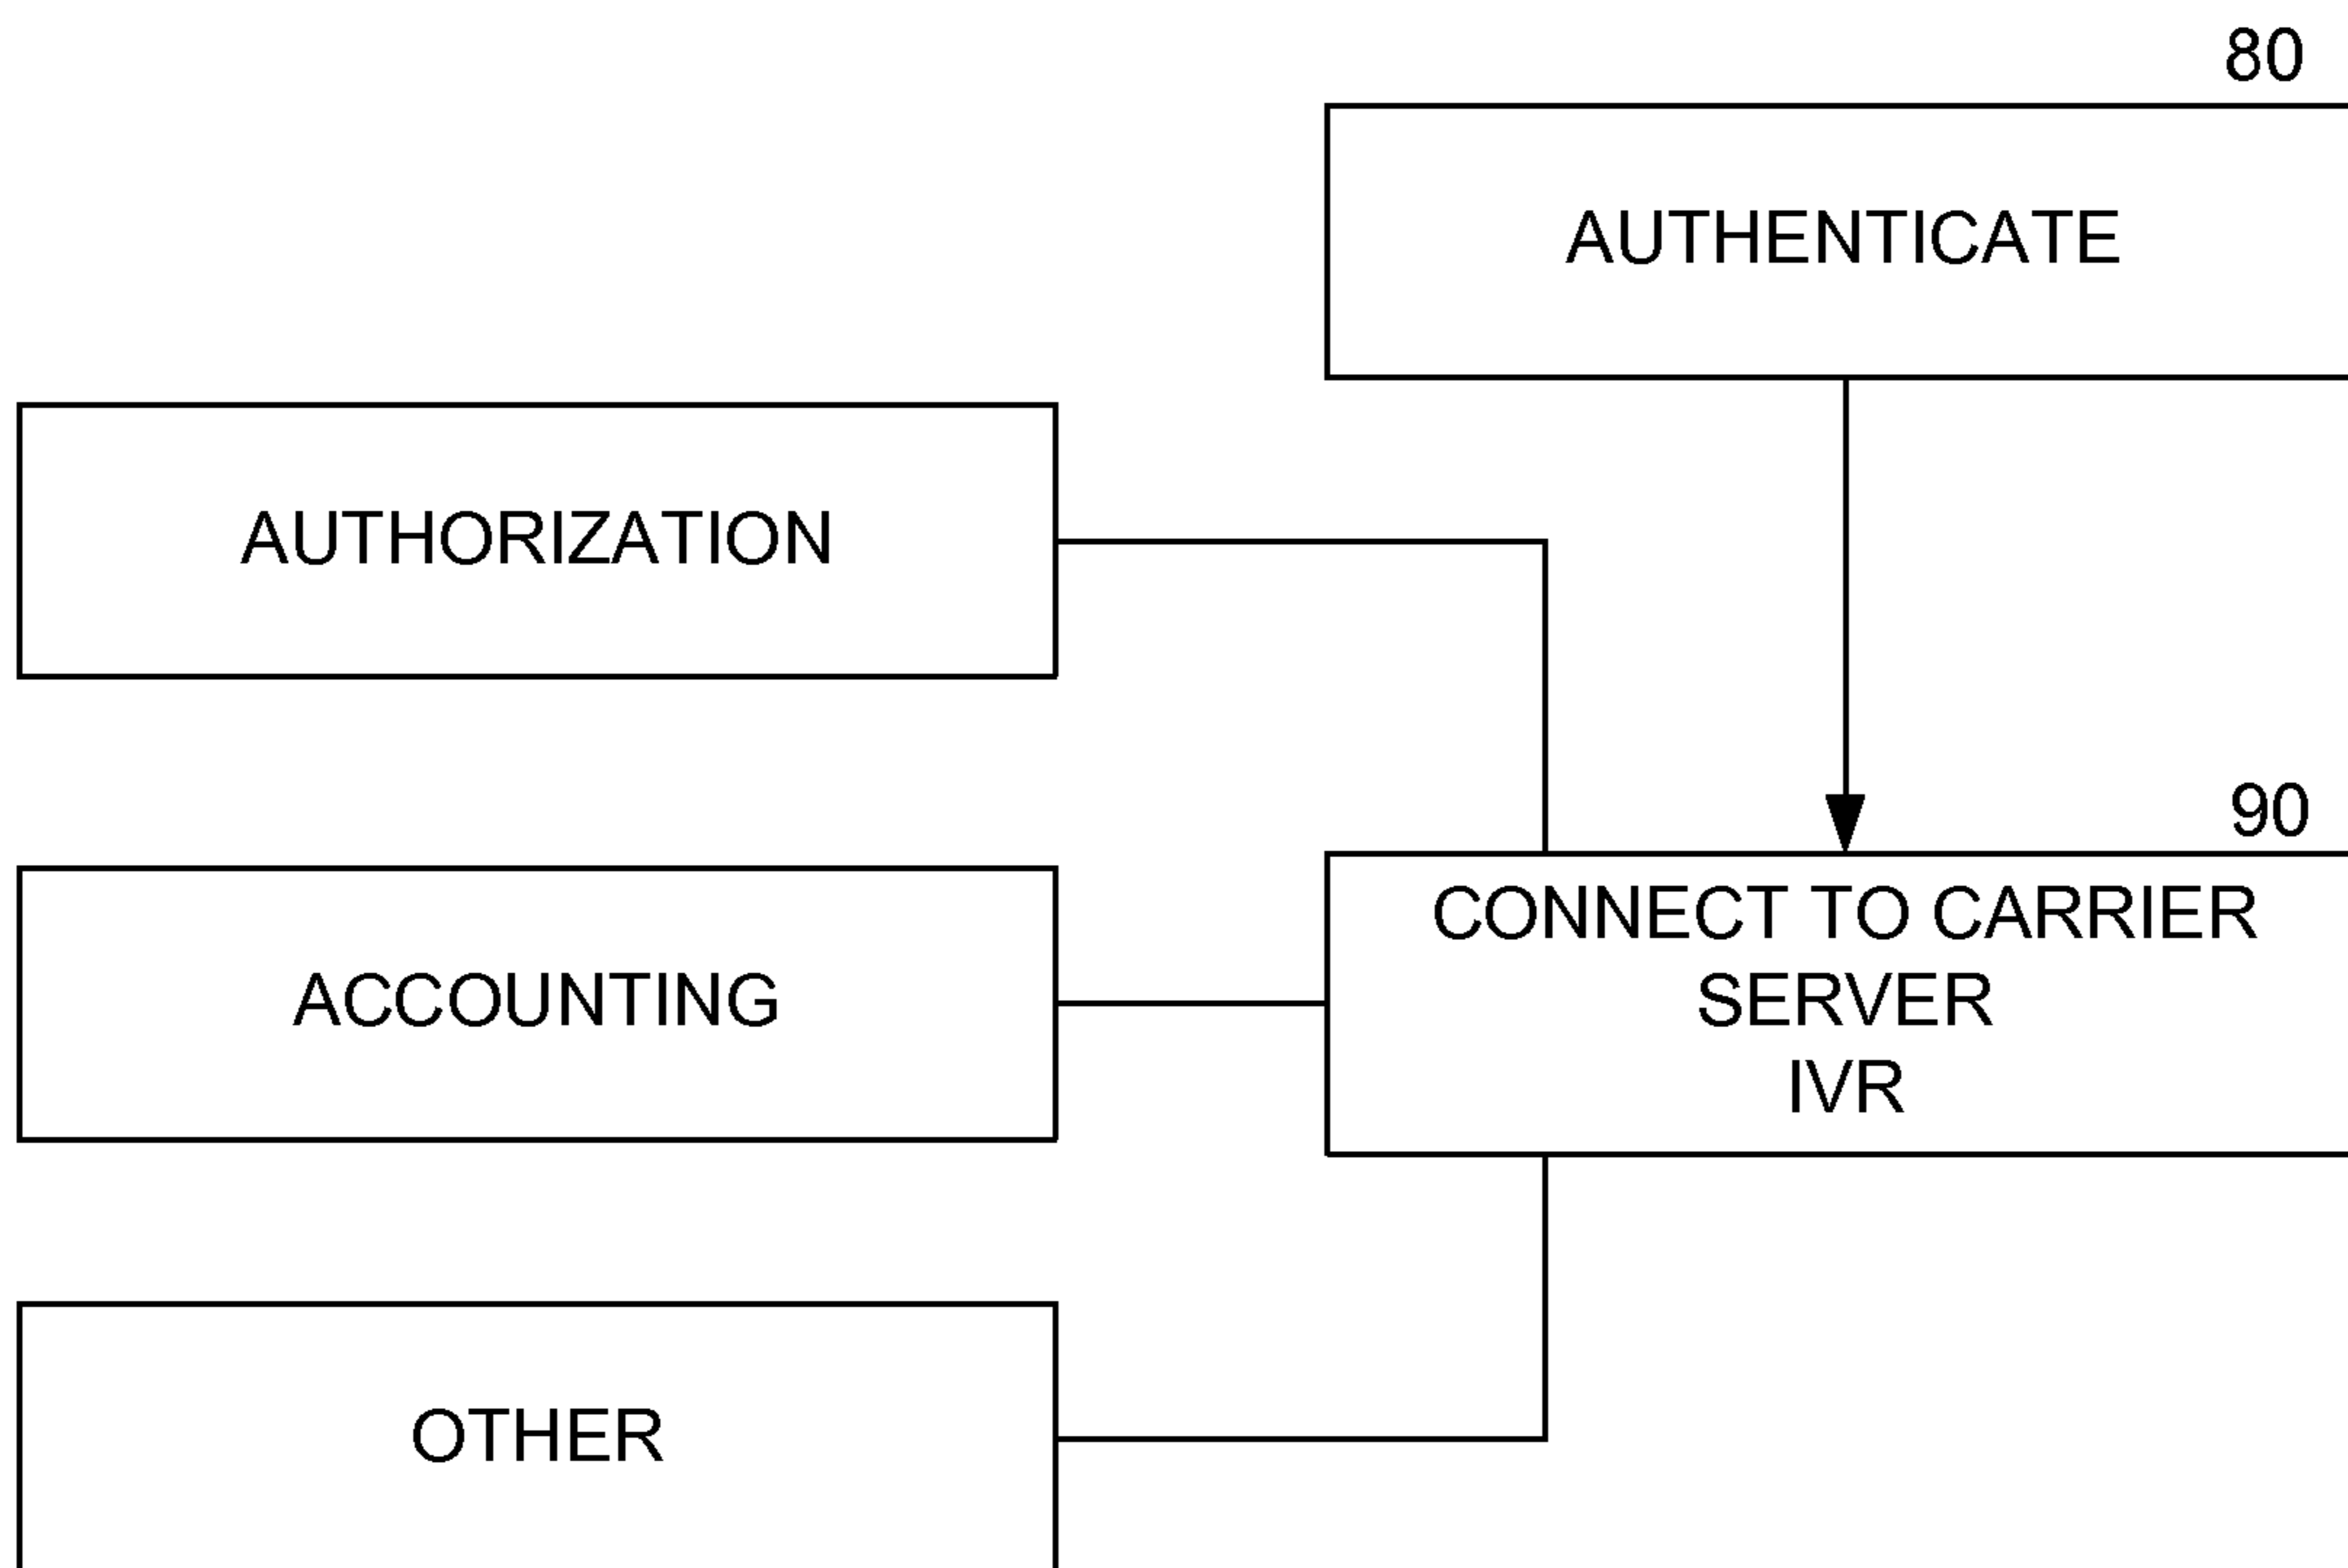 80
AUTHENTICATE
AUTHORIZATION
90
CONNECT TO CARRIER
SERVER
IVR
ACCOUNTING
OTHER